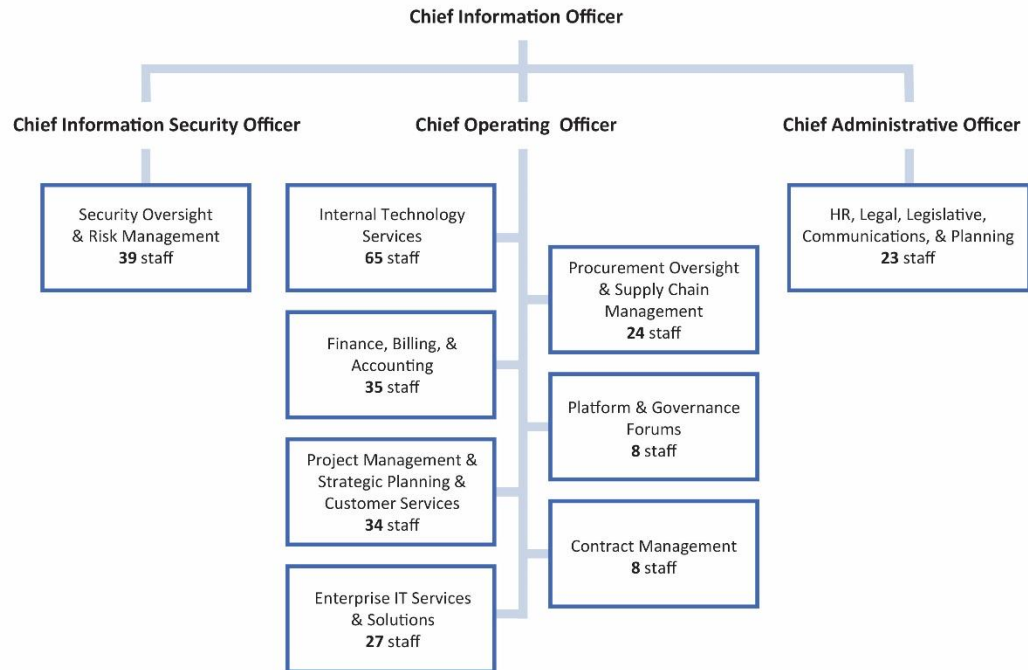 Chief Information Officer
Chief Information Security Officer
Chief Operating Officer
Chief Administrative Officer
Security Oversight
& Risk Management
39 staff
Internal Technology
Services
65 staff
HR, Legal, Legislative,
Communications, & Planning
23 staff
Procurement Oversight
& Supply Chain
Management
24 staff
Finance, Billing, &
Accounting
35 staff
Platform & Governance
Forums
8 staff
Project Management &
Strategic Planning &
Customer Services
34 staff
Contract Management
8 staff
Enterprise IT Services
& Solutions
27 staff